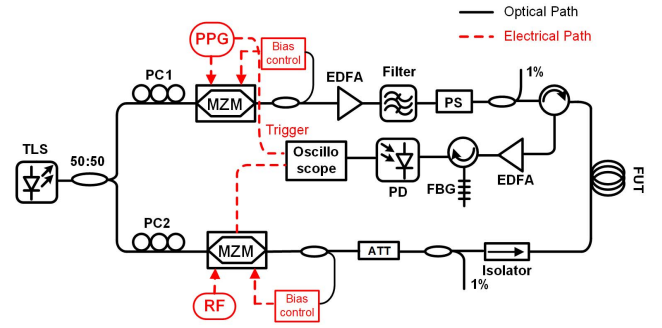 Optical Path
Electrical Path
PPG
Bias
control
PC1
MZM
EDFA
Filter
PS
1%
Trigger
TLS
50:50
Oscillo
scope
PD
FBG
EDFA
FUT
PC2
MZM
ATT
Isolator
1%
RF
Bias
control